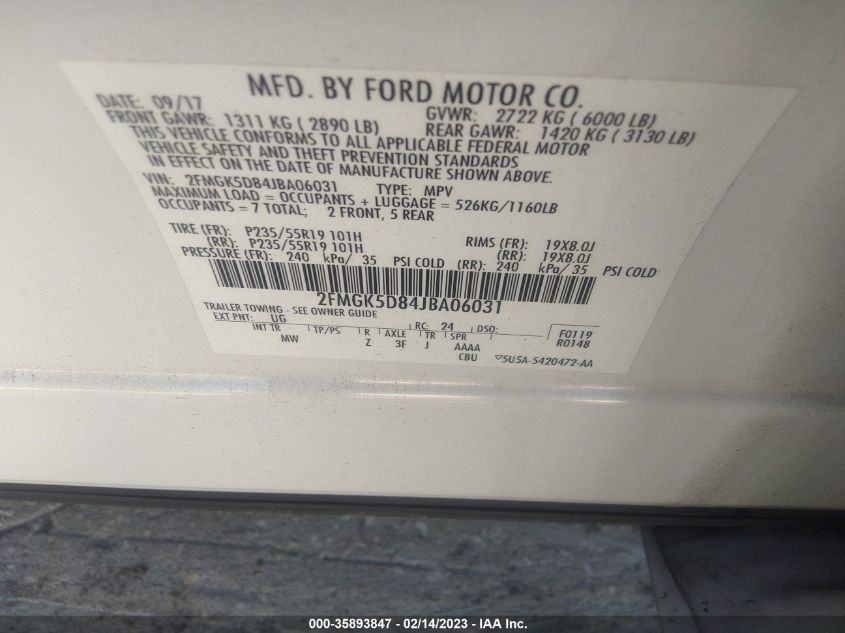 MFD. BY FORD MOTOR CO.
DATE: 09/17 GVWR: 2722 KG ( 6000 LB)
FRONT GAWR: 1311 KG ( 2890 LB) REAR GAWR: 1420 KG ( 3130 LB)
THIS VEHICLE CONFORMS TO ALL APPLICABLE FEDERAL MOTOR
VEHICLE SAFETY AND THEFT PREVENTION STANDARDS
IN EFFECT ON THE DATE OF MANUFACTURE SHOWN ABOVE.
VIN: 2FMGK5D84JBA06031 TYPE: MPV
MAXIMUM LOAD = OCCUPANTS + LUGGAGE = 526KG/1160LB
OCCUPANTS = 7 TOTAL; 2 FRONT, 5 REAR
TIRE (FR): P235/55R19 101H RIMS (FR): 19X8.0J
(RR): P235/55R19 101H (RR): 19X8.0J
PRESSURE (FR): 240 kPa/ 35 PSI COLD (RR): 240 kPa/ 35 PSI COLD
2FMGK5D84JBA06031
TRAILER TOWING - SEE OWNER GUIDE
EXT PNT: UG RC: 24 DSO: F0119
INT TR TP/PS R AXLE TR SPR R0148
MW Z 3F J AAAA
CBU 5U5A-5420472-AA
000-35893847 - 02/14/2023 - IAA Inc.